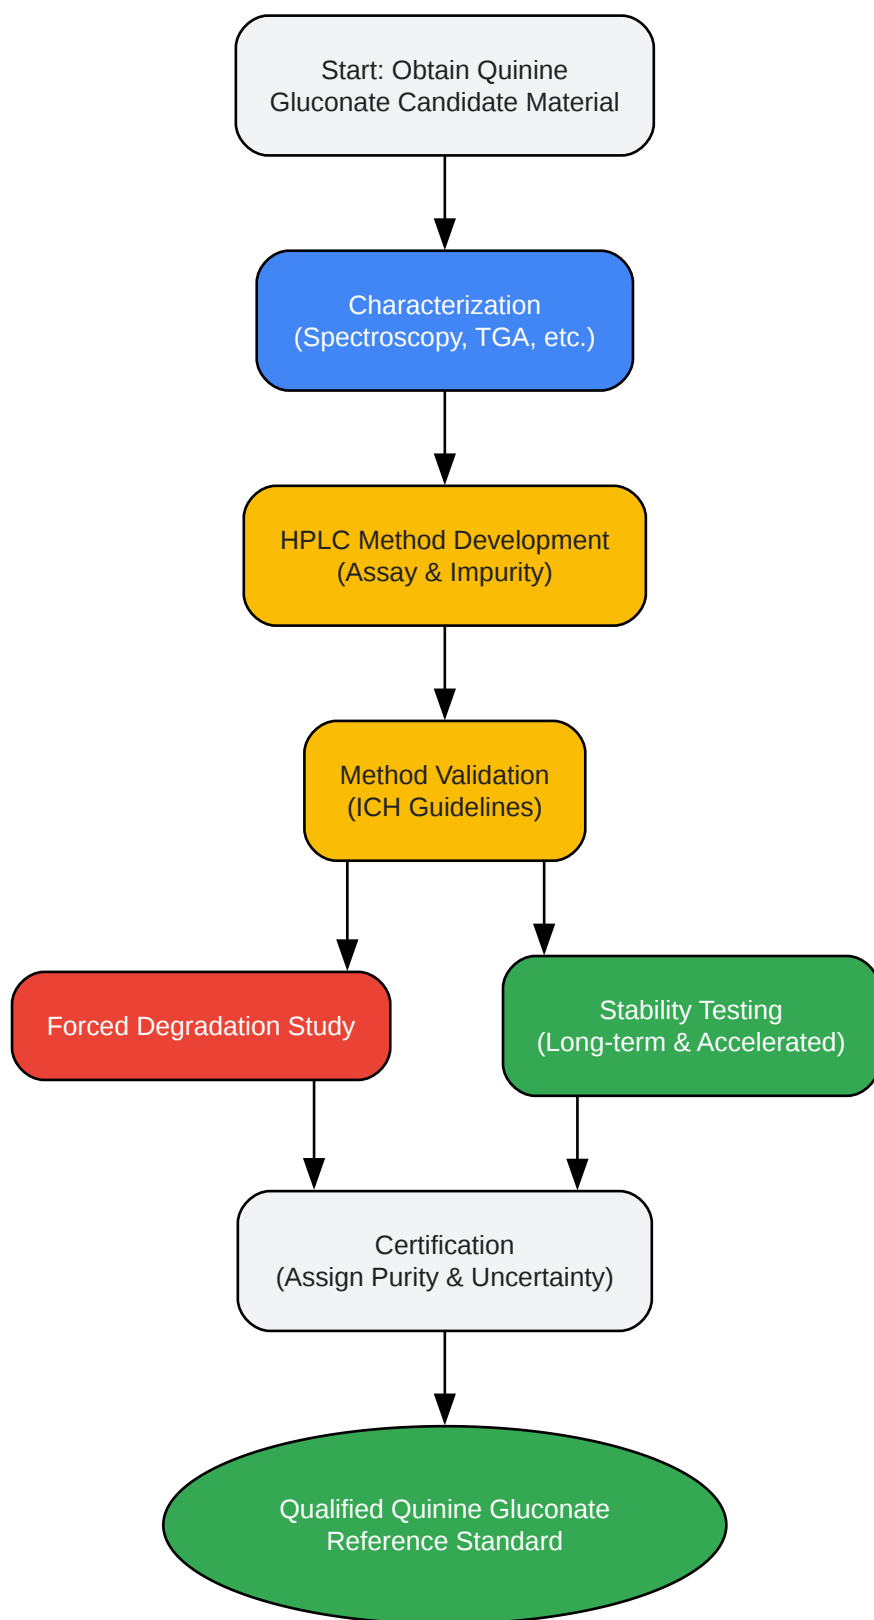 Start: Obtain Quinine
Gluconate Candidate Material
Characterization
(Spectroscopy, TGA, etc.)
HPLC Method Development
(Assay & Impurity)
Method Validation
(ICH Guidelines)
Forced Degradation Study
Stability Testing
(Long-term & Accelerated)
Certification
(Assign Purity & Uncertainty)
Qualified Quinine Gluconate
Reference Standard